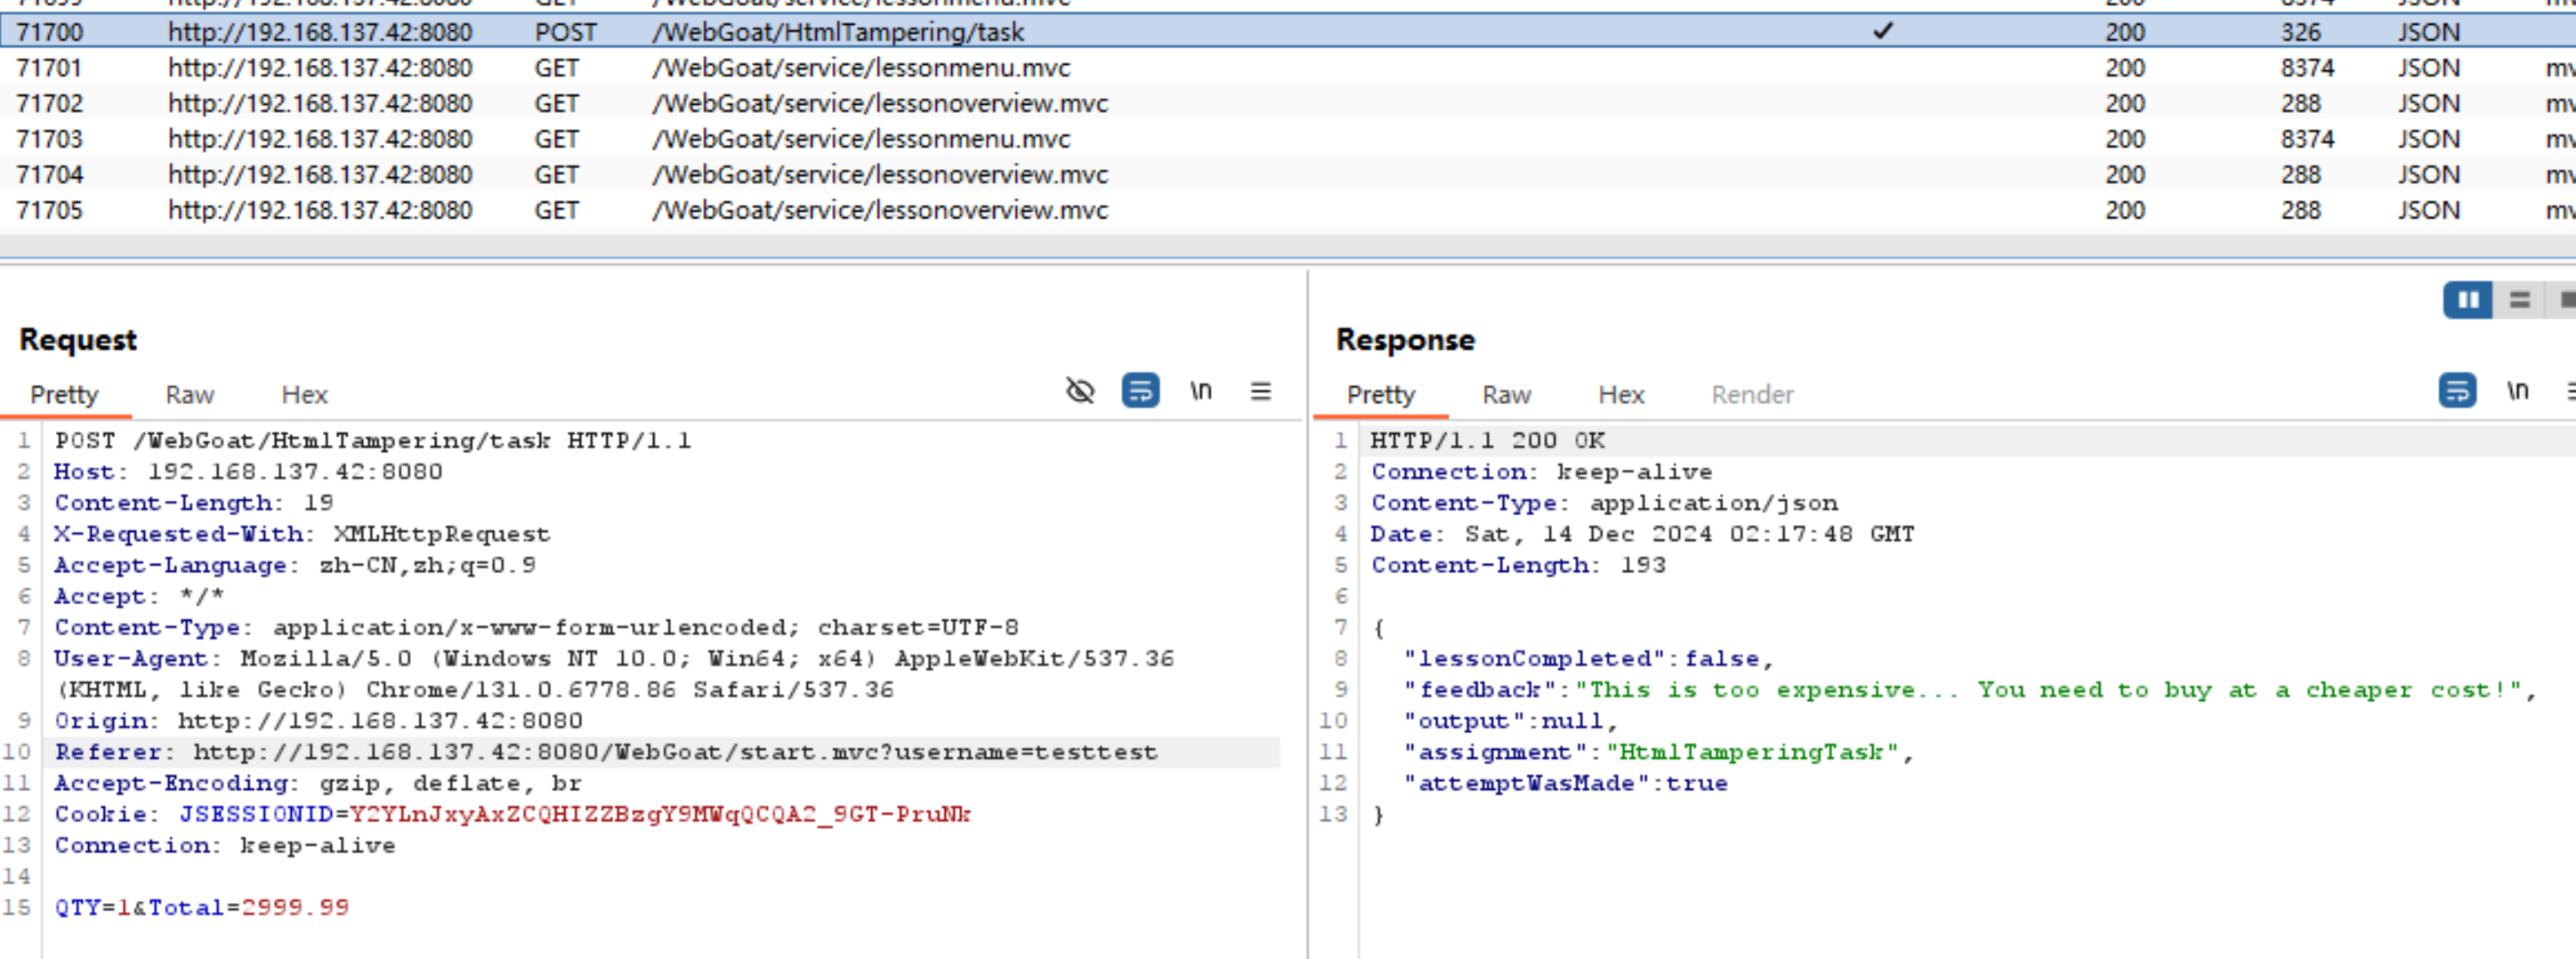 71700 http://192.168.137.42:8080 POST /WebGoat/HtmlTampering/task ✓ 200 326 JSON
71701 http://192.168.137.42:8080 GET /WebGoat/service/lessonmenu.mvc 200 8374 JSON
71702 http://192.168.137.42:8080 GET /WebGoat/service/lessonoverview.mvc 200 288 JSON
71703 http://192.168.137.42:8080 GET /WebGoat/service/lessonmenu.mvc 200 8374 JSON
71704 http://192.168.137.42:8080 GET /WebGoat/service/lessonoverview.mvc 200 288 JSON
71705 http://192.168.137.42:8080 GET /WebGoat/service/lessonoverview.mvc 200 288 JSON
Request
Pretty Raw Hex \n
1 POST /WebGoat/HtmlTampering/task HTTP/1.1
2 Host: 192.168.137.42:8080
3 Content-Length: 19
4 X-Requested-With: XMLHttpRequest
5 Accept-Language: zh-CN,zh;q=0.9
6 Accept: */*
7 Content-Type: application/x-www-form-urlencoded; charset=UTF-8
8 User-Agent: Mozilla/5.0 (Windows NT 10.0; Win64; x64) AppleWebKit/537.36
(KHTML, like Gecko) Chrome/131.0.6778.86 Safari/537.36
9 Origin: http://192.168.137.42:8080
10 Referer: http://192.168.137.42:8080/WebGoat/start.mvc?username=testtest
11 Accept-Encoding: gzip, deflate, br
12 Cookie: JSESSIONID=Y2YLnJxyAxZCQHIZZBzgY9MWqQCQA2_9GT-PruNk
13 Connection: keep-alive
14
15 QTY=1&Total=2999.99
Response
Pretty Raw Hex Render \n
1 HTTP/1.1 200 OK
2 Connection: keep-alive
3 Content-Type: application/json
4 Date: Sat, 14 Dec 2024 02:17:48 GMT
5 Content-Length: 193
6
7 {
8 "lessonCompleted":false,
9 "feedback":"This is too expensive... You need to buy at a cheaper cost!",
10 "output":null,
11 "assignment":"HtmlTamperingTask",
12 "attemptWasMade":true
13 }